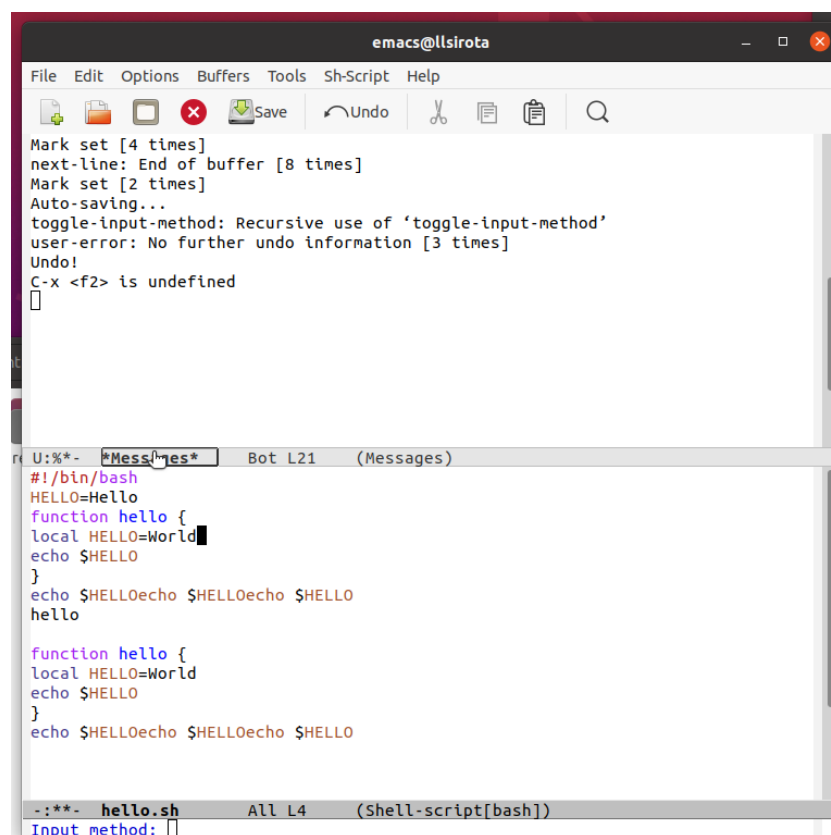 emacs@llsirota
File Edit Options Buffers Tools Sh-Script Help
Save Undo
Mark set [4 times]
next-line: End of buffer [8 times]
Mark set [2 times]
Auto-saving...
toggle-input-method: Recursive use of ‘toggle-input-method’
user-error: No further undo information [3 times]
Undo!
C-x <f2> is undefined
U:%*- *Messages* Bot L21 (Messages)
#!/bin/bash
HELLO=Hello
function hello {
local HELLO=World
echo $HELLO
}
echo $HELLOecho $HELLOecho $HELLO
hello
function hello {
local HELLO=World
echo $HELLO
}
echo $HELLOecho $HELLOecho $HELLO
-:**- hello.sh All L4 (Shell-script[bash])
Input method: